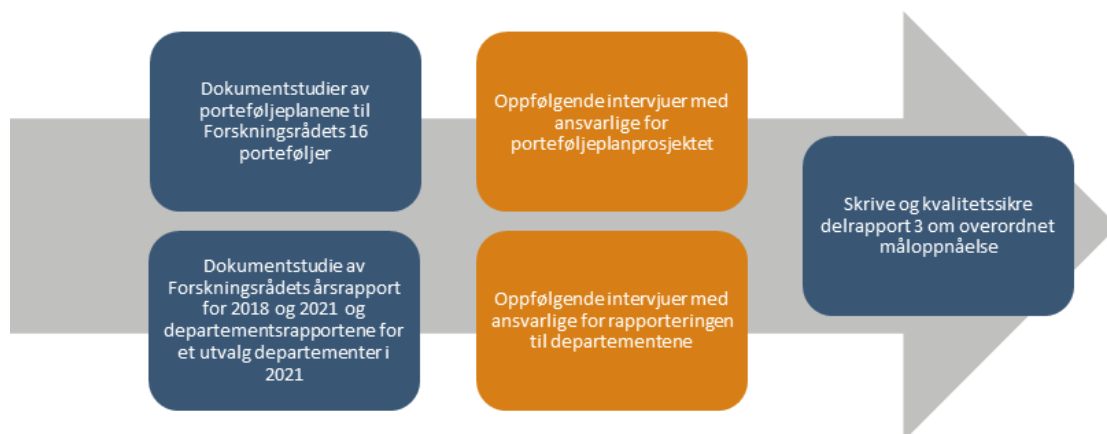 Dokumentstudier av
porteføljeplanene til
Forskningsrådets 16
porteføljer
Oppfølgende intervjuer med
ansvarlige for
porteføljeplanprosjektet
Dokumentstudie av
Forskningsrådets årsrapport
for 2018 og 2021 og
departementsrapportene for
et utvalg departementer i
2021
Oppfølgende intervjuer med
ansvarlige for rapporteringen
til departementene
Skrive og kvalitetssikre
delrapport 3 om overordnet
måloppnåelse